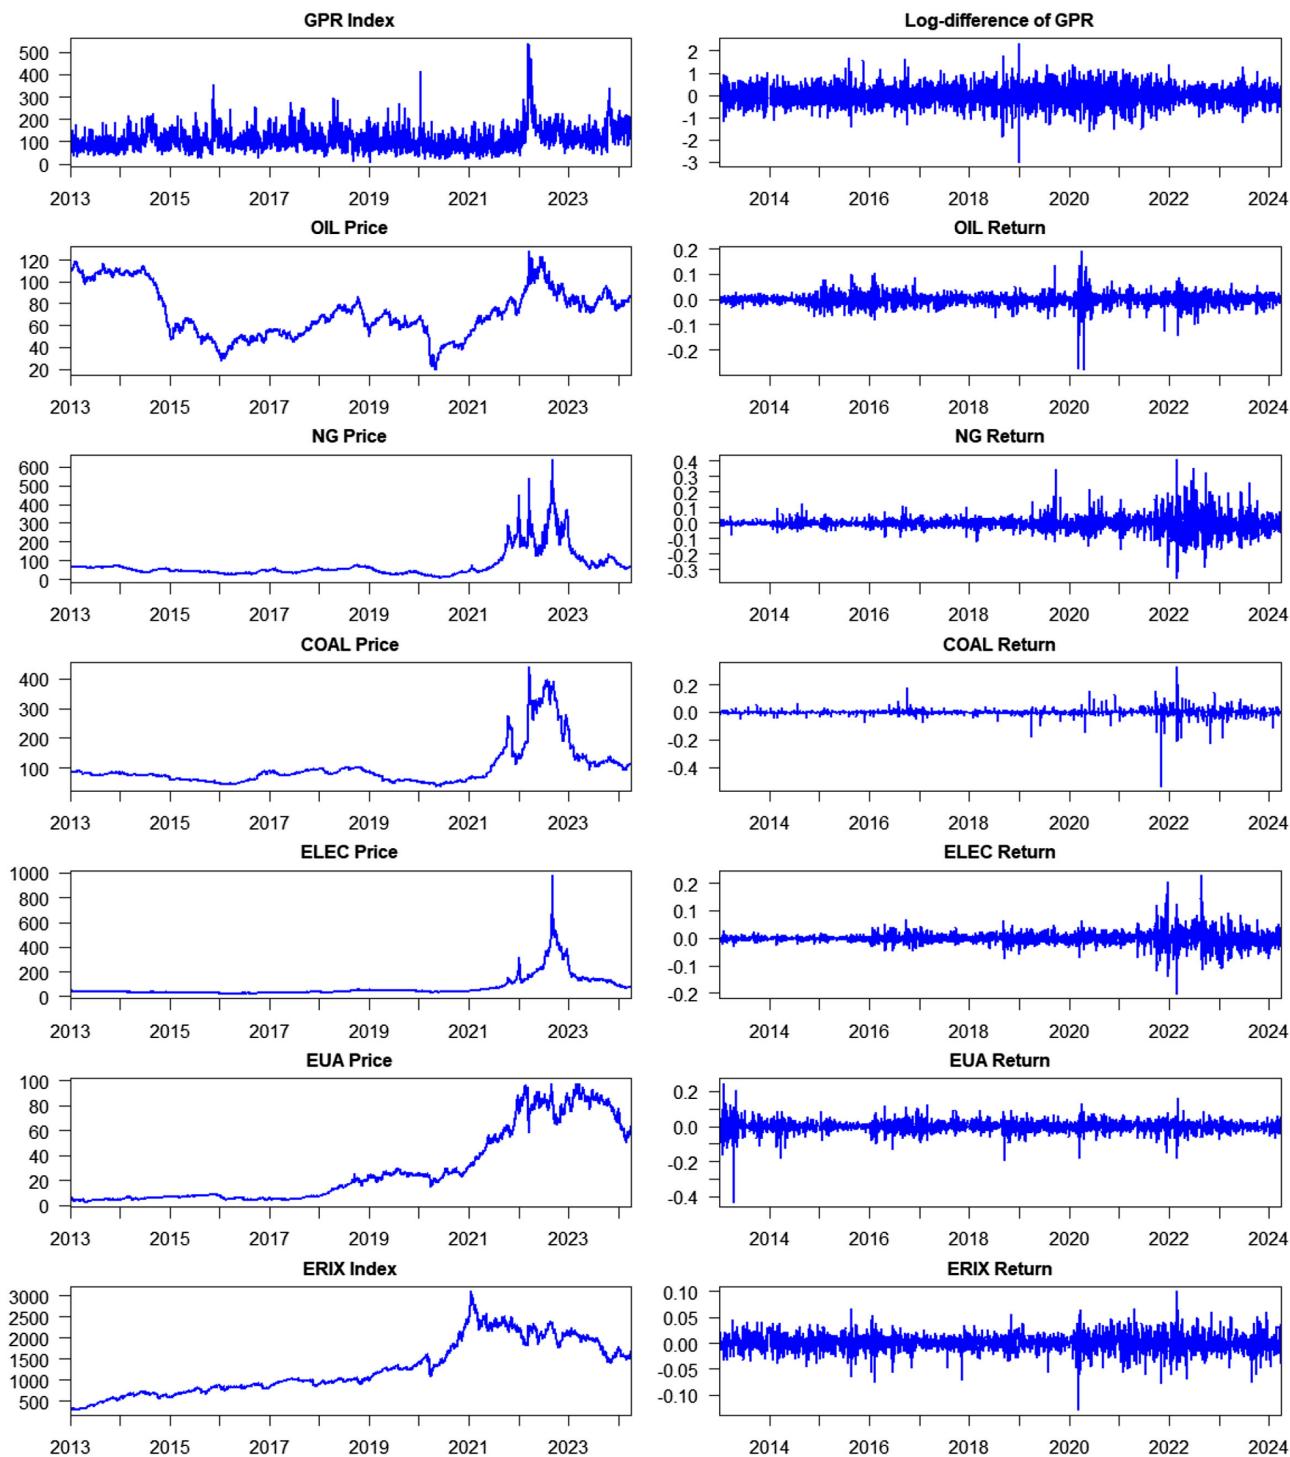 GPR Index
500
400
300
200
100
0
2013 2015 2017 2019 2021 2023
Log-difference of GPR
2
1
0
-1
-2
-3
2014 2016 2018 2020 2022 2024
OIL Price
120
100
80
60
40
20
2013 2015 2017 2019 2021 2023
OIL Return
0.2
0.1
0.0
-0.1
-0.2
2014 2016 2018 2020 2022 2024
NG Price
600
500
400
300
200
100
0
2013 2015 2017 2019 2021 2023
NG Return
0.4
0.3
0.2
0.1
0.0
-0.1
-0.2
-0.3
2014 2016 2018 2020 2022 2024
COAL Price
400
300
200
100
2013 2015 2017 2019 2021 2023
COAL Return
0.2
0.0
-0.2
-0.4
2014 2016 2018 2020 2022 2024
ELEC Price
1000
800
600
400
200
0
2013 2015 2017 2019 2021 2023
ELEC Return
0.2
0.1
0.0
-0.1
-0.2
2014 2016 2018 2020 2022 2024
EUA Price
100
80
60
40
20
0
2013 2015 2017 2019 2021 2023
EUA Return
0.2
0.0
-0.2
-0.4
2014 2016 2018 2020 2022 2024
ERIX Index
3000
2500
2000
1500
1000
500
2013 2015 2017 2019 2021 2023
ERIX Return
0.10
0.05
0.00
-0.05
-0.10
2014 2016 2018 2020 2022 2024